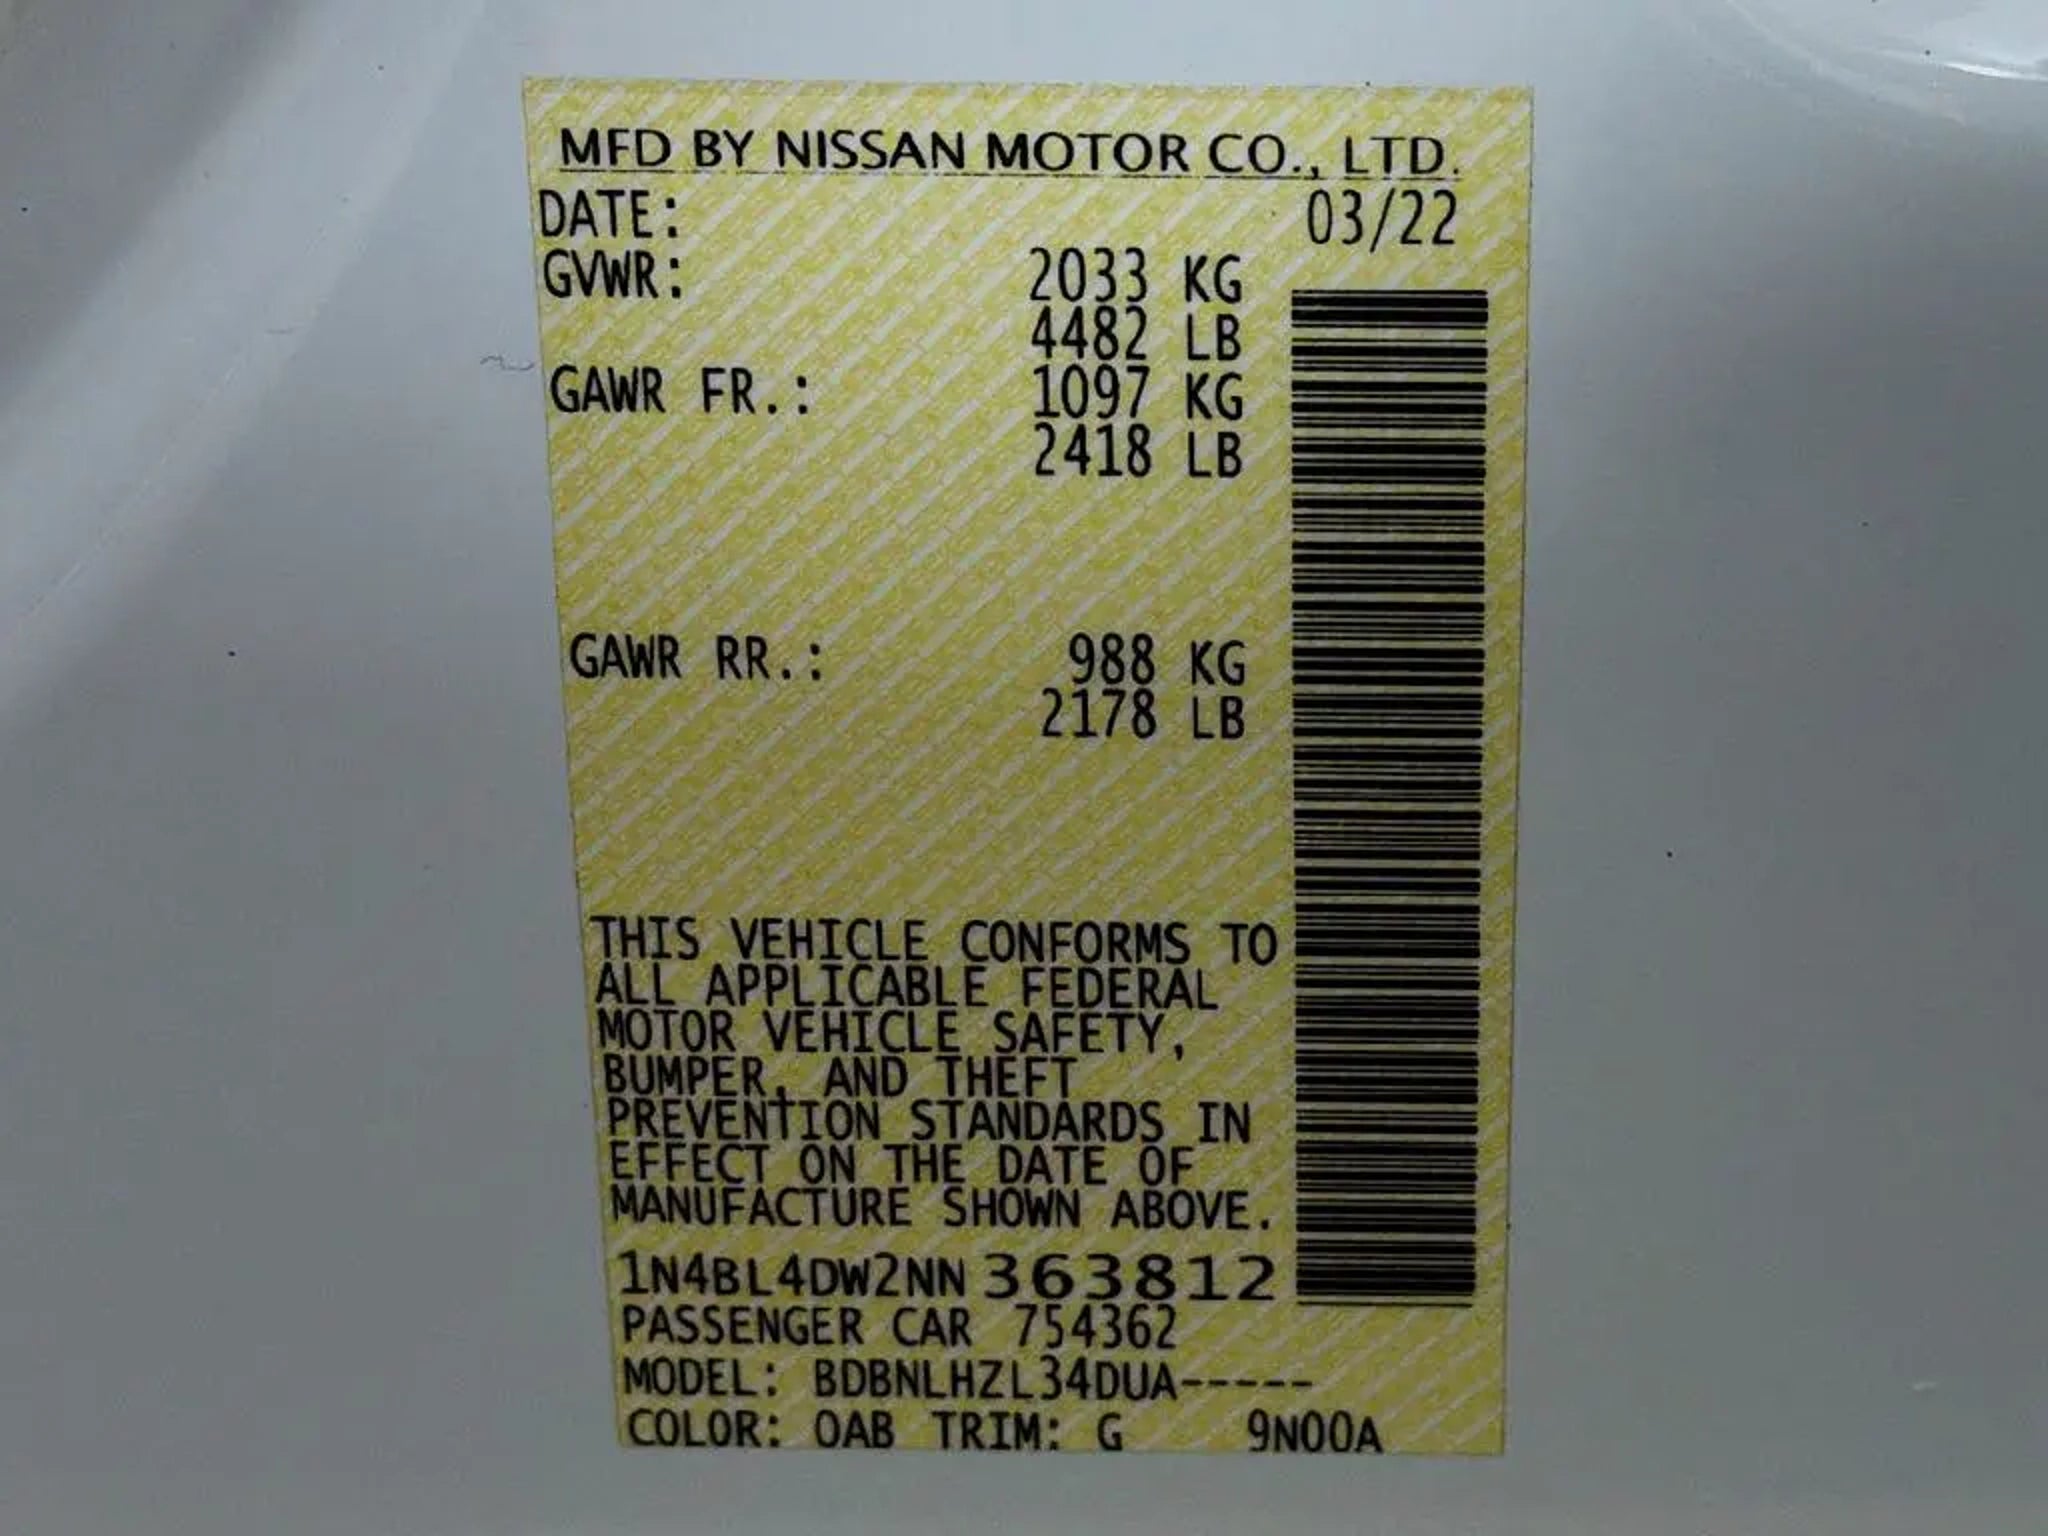 MFD BY NISSAN MOTOR CO., LTD.
DATE: 03/22
GVWR: 2033 KG
4482 LB
GAWR FR.: 1097 KG
2418 LB
GAWR RR.: 988 KG
2178 LB
THIS VEHICLE CONFORMS TO
ALL APPLICABLE FEDERAL
MOTOR VEHICLE SAFETY,
BUMPER, AND THEFT
PREVENTION STANDARDS IN
EFFECT ON THE DATE OF
MANUFACTURE SHOWN ABOVE.
1N4BL4DW2NN363812
PASSENGER CAR 754362
MODEL: BDBNLHZL34DUA-----
COLOR: QAB TRIM: G 9N00A